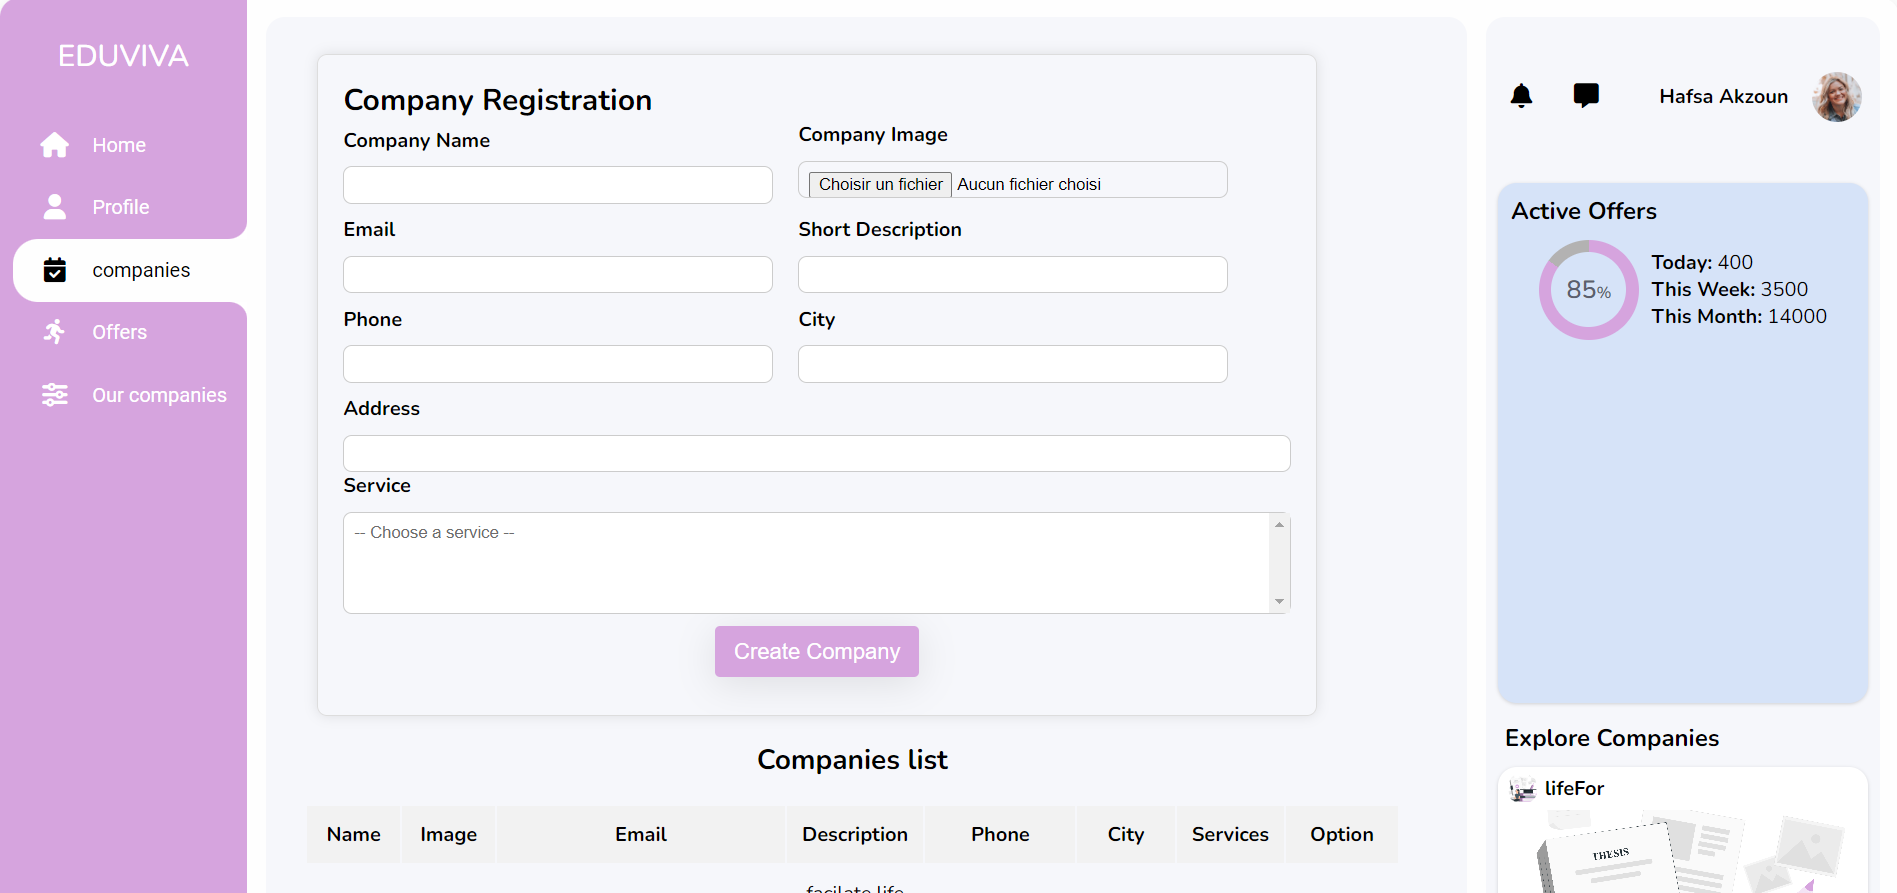 EDUVIVA
Home
Profile
companies
Offers
Our companies
Company Registration
Company Name
Company Image
Choisir un fichier Aucun fichier choisi
Email
Short Description
Phone
City
Address
Service
-- Choose a service --
Create Company
Companies list
Name Image Email Description Phone City Services Option
facilate life
Hafsa Akzoun
Active Offers
85%
Today: 400
This Week: 3500
This Month: 14000
Explore Companies
lifeFor
THESIS